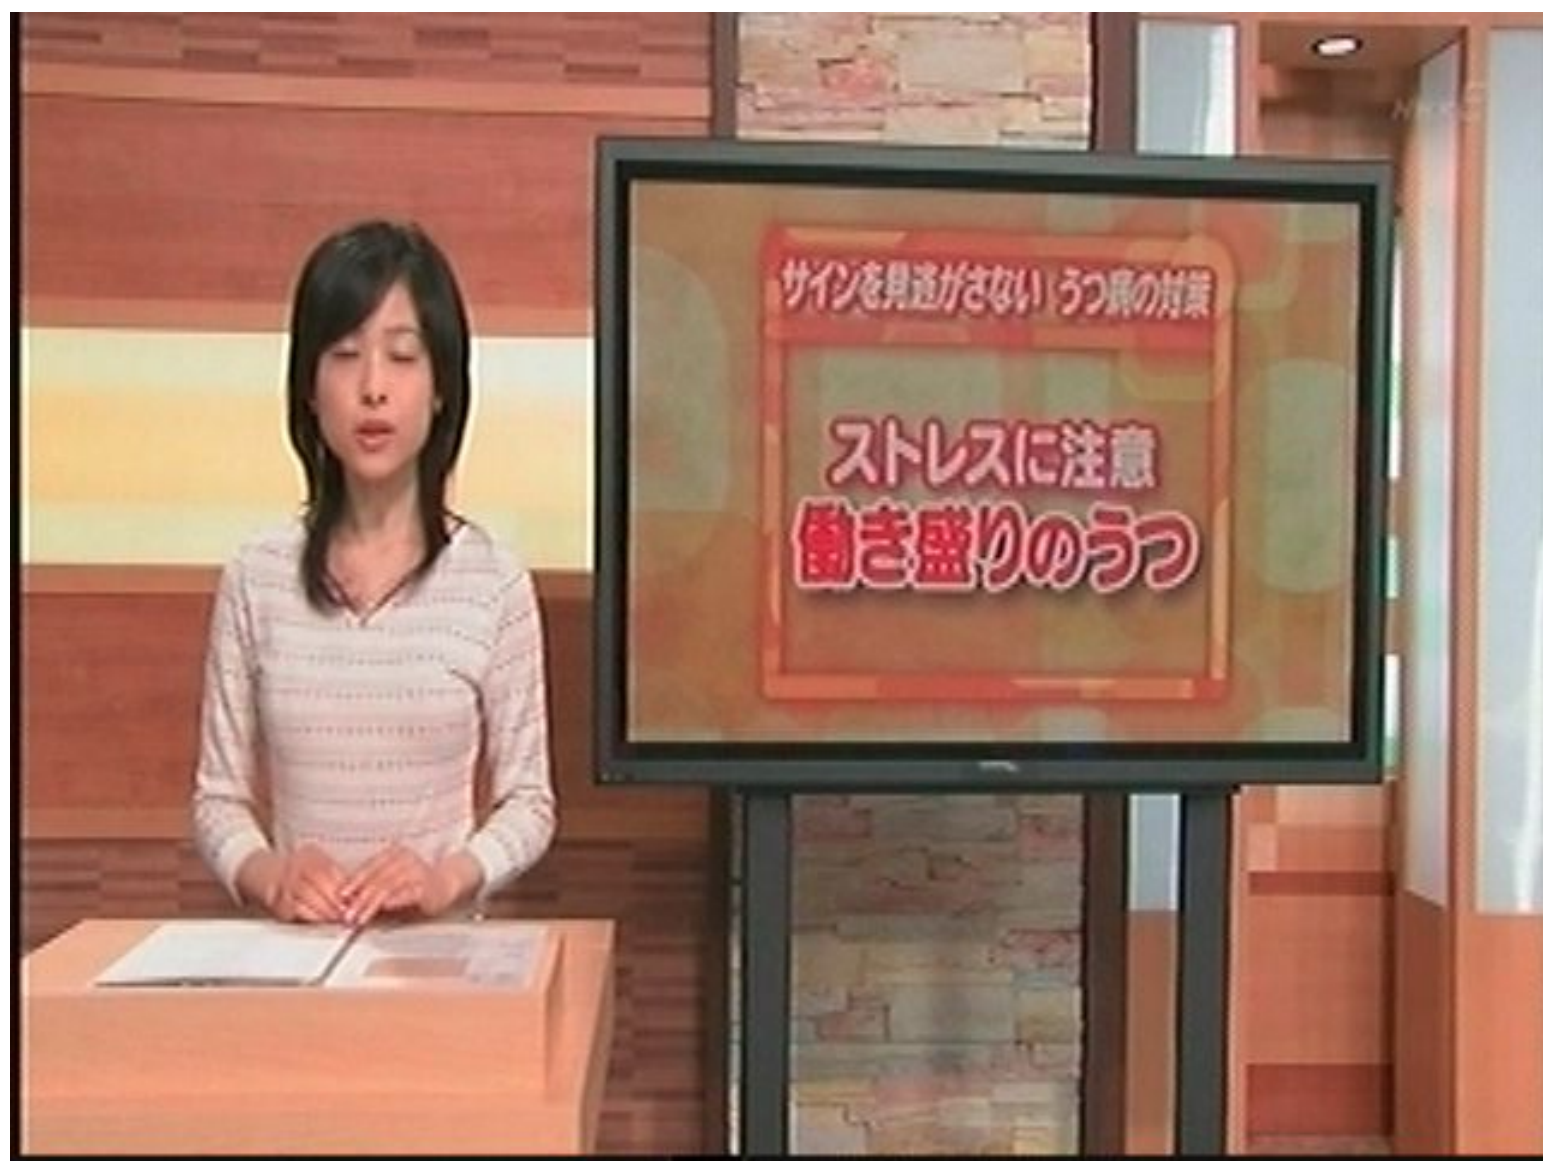 サインを見逃がさない うつ病の対策
ストレスに注意
働き盛りのうつ